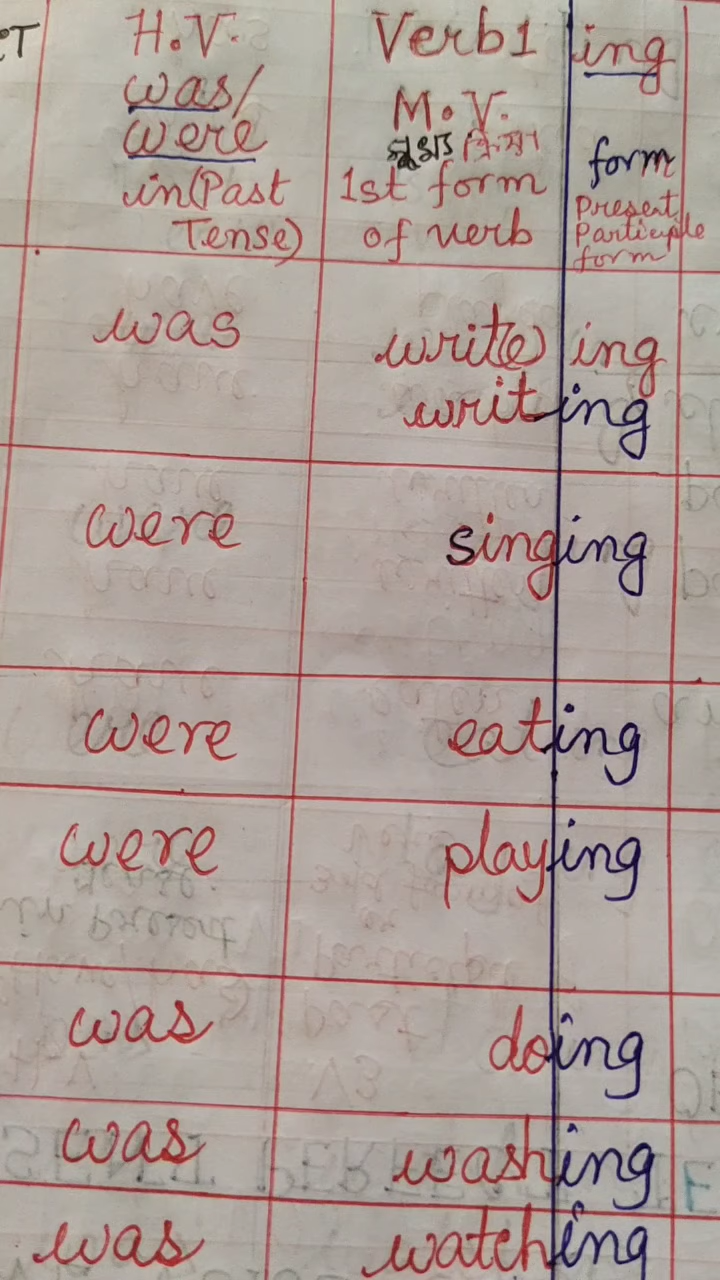 H.V. Verb1 ing
was/ M.V.
were ক্রিয়া form
in(Past 1st form Present
Tense) of verb Participle
form
was write) ing
writing
were singing
were eating
were playing
was doing
was washing
was watching